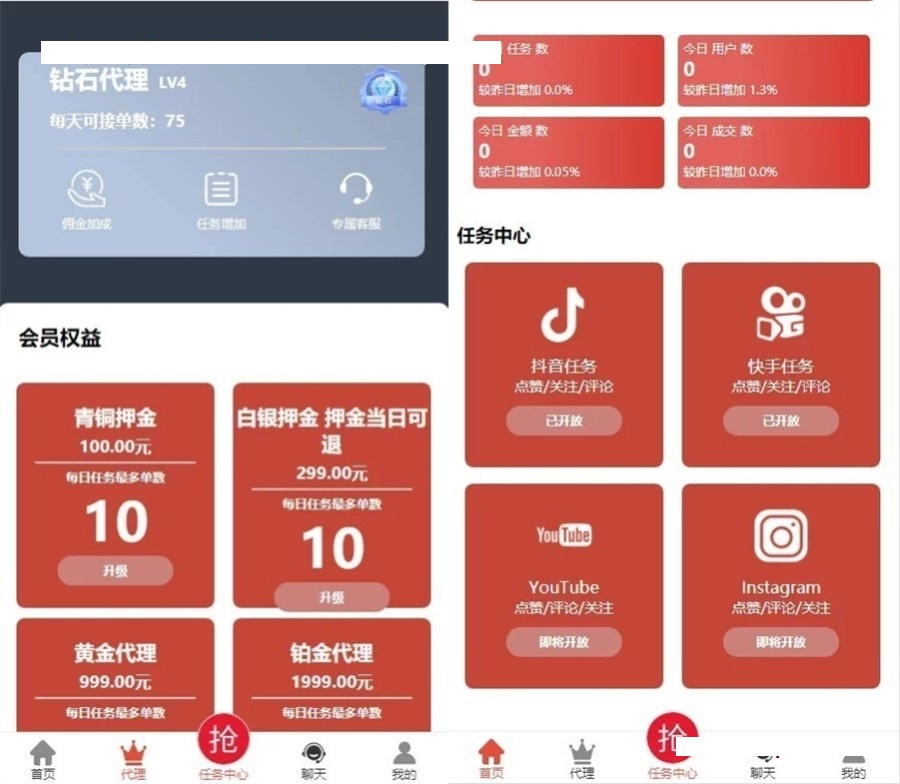 钻石代理 LV4
每天可接单数：75
佣金加成
任务增加
专属客服
会员权益
青铜押金
100.00元
每日任务最多单数
10
升级
白银押金 押金当日可
退
299.00元
每日任务最多单数
10
升级
黄金代理
999.00元
每日任务最多单数
铂金代理
1999.00元
每日任务最多单数
首页
代理
抢
任务中心
聊天
我的
任务 数
0
较昨日增加 0.0%
今日 用户 数
0
较昨日增加 1.3%
今日 金额 数
0
较昨日增加 0.05%
今日 成交 数
0
较昨日增加 0.0%
任务中心
抖音任务
点赞/关注/评论
已开放
快手任务
点赞/关注/评论
已开放
YouTube
YouTube
点赞/评论/关注
即将开放
Instagram
点赞/评论/关注
即将开放
首页
代理
抢
任务中心
聊天
我的